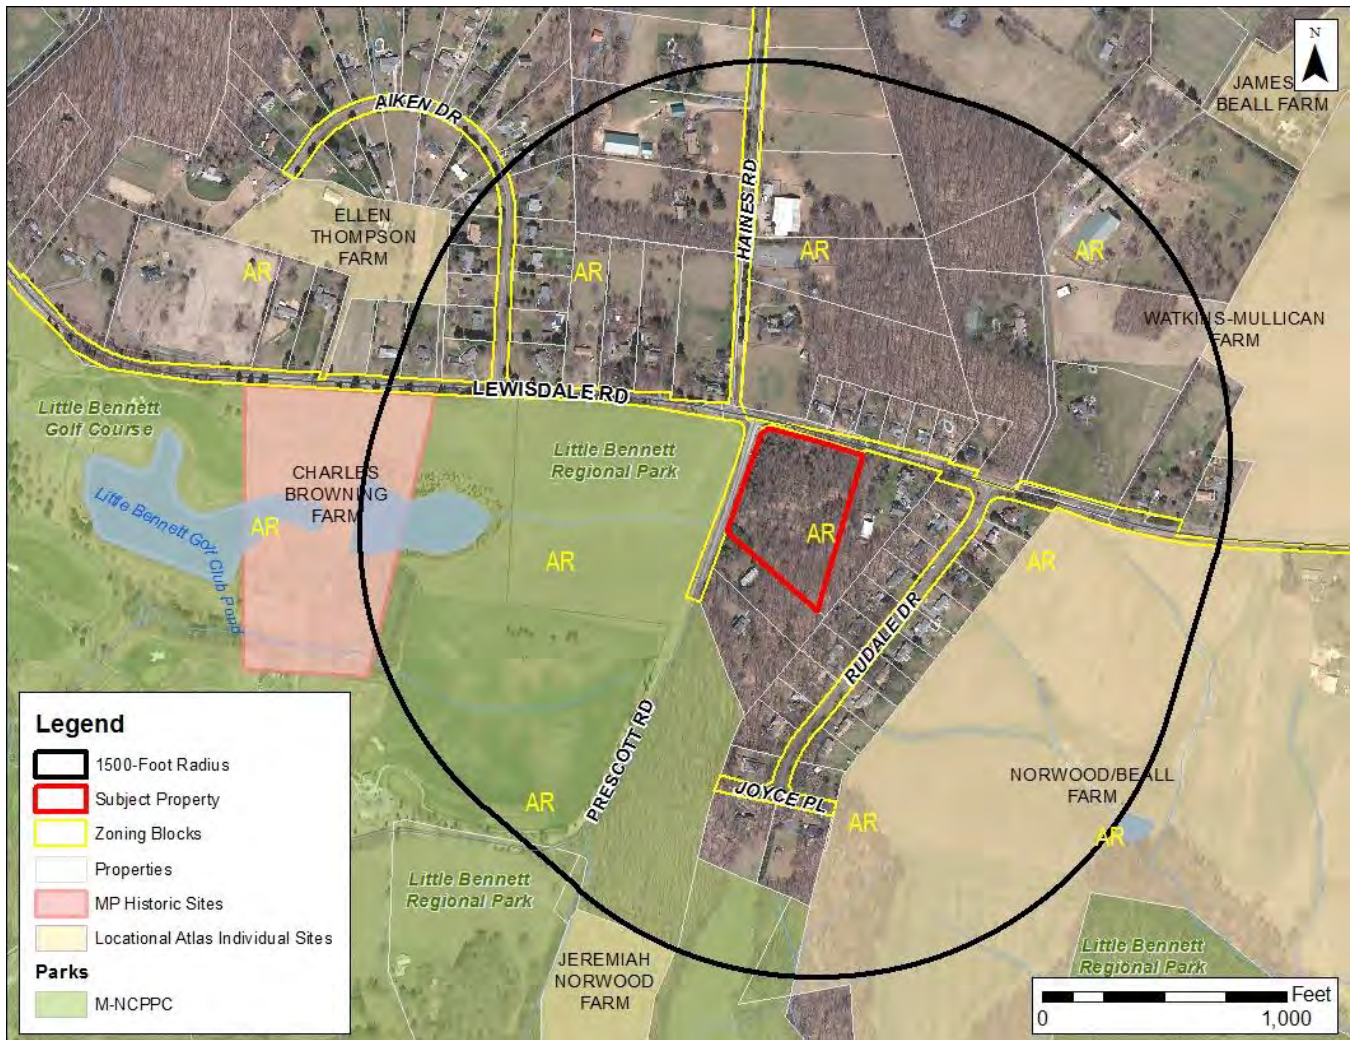 N
JAMES
BEALL FARM
AIKEN DR
HAINES RD
ELLEN
THOMPSON
FARM
AR
AR
AR
AR
WATKINS-MULLICAN
FARM
LEWISDALE RD
Little Bennett
Golf Course
Little Bennett
Regional Park
CHARLES
BROWNING
FARM
AR
Little Bennett Golf Club Pond
AR
AR
AR
RUDALE DR
PRESCOTT RD
JOYCE PL
NORWOOD/BEALL
FARM
AR
AR
AR
Little Bennett
Regional Park
JEREMIAH
NORWOOD
FARM
Little Bennett
Regional Park
Legend
1500-Foot Radius
Subject Property
Zoning Blocks
Properties
MP Historic Sites
Locational Atlas Individual Sites
Parks
M-NCPPC
Feet
0 1,000